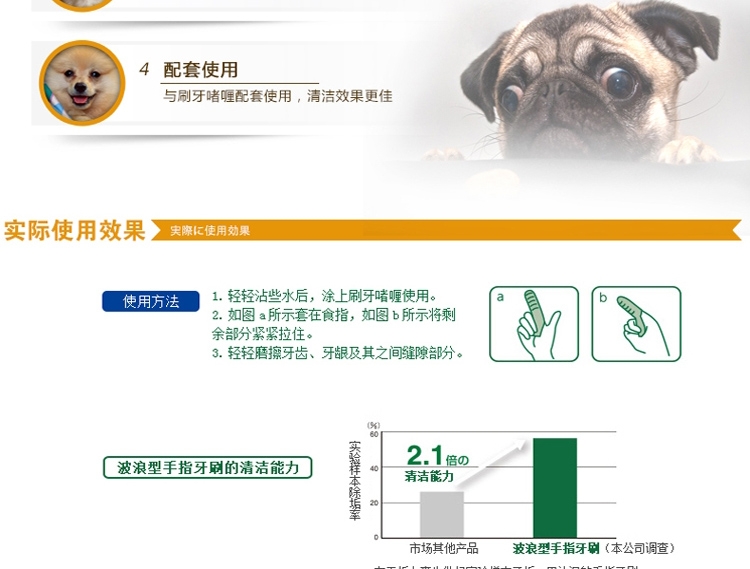 4 配套使用
与刷牙啫喱配套使用，清洁效果更佳
实际使用效果 実際に使用効果
使用方法
1. 轻轻沾些水后，涂上刷牙啫喱使用。
2. 如图a所示套在食指，如图b所示将剩
余部分紧紧拉住。
3. 轻轻磨擦牙齿、牙龈及其之间缝隙部分。
a
b
波浪型手指牙刷的清洁能力
(%)
60
40
20
0
实验样本除垢率
2.1倍の
清洁能力
市场其他产品
波浪型手指牙刷（本公司调查）